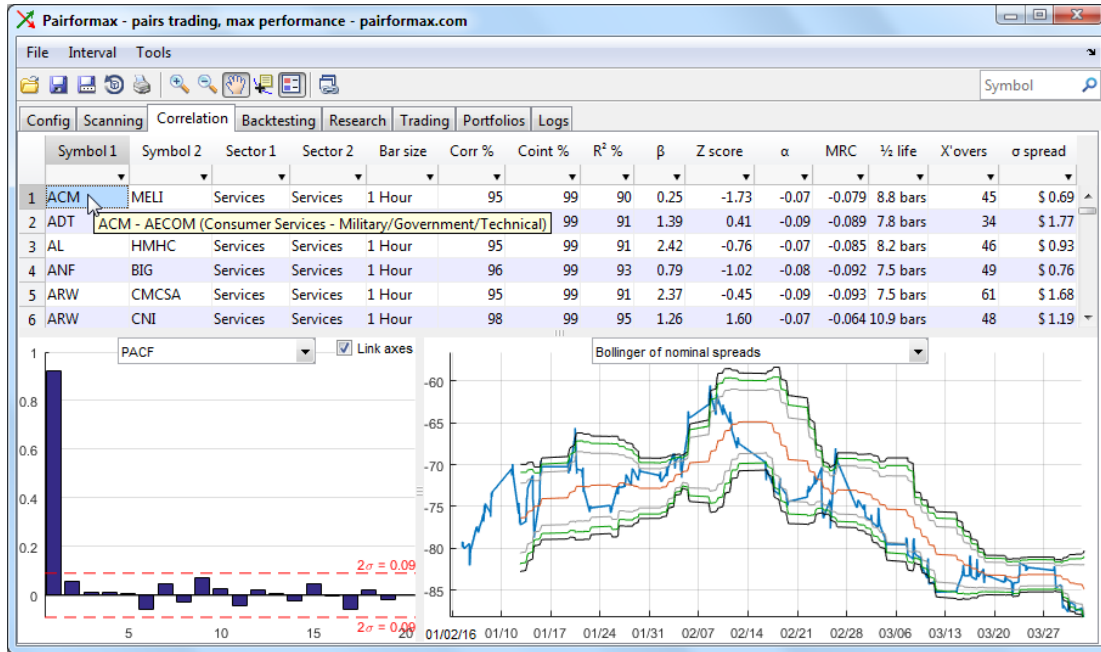 Pairformax - pairs trading, max performance - pairformax.com
File Interval Tools
Symbol
Config Scanning Correlation Backtesting Research Trading Portfolios Logs
Symbol 1 Symbol 2 Sector 1 Sector 2 Bar size Corr % Coint % R² % β Z score α MRC ½ life X'overs σ spread
1 ACM MELI Services Services 1 Hour 95 99 90 0.25 -1.73 -0.07 -0.079 8.8 bars 45 $ 0.69
2 ADT 99 91 1.39 0.41 -0.09 -0.089 7.8 bars 34 $ 1.77
ACM - AECOM (Consumer Services - Military/Government/Technical)
3 AL HMHC Services Services 1 Hour 95 99 91 2.42 -0.76 -0.07 -0.085 8.2 bars 46 $ 0.93
4 ANF BIG Services Services 1 Hour 96 99 93 0.79 -1.02 -0.08 -0.092 7.5 bars 49 $ 0.76
5 ARW CMCSA Services Services 1 Hour 95 99 91 2.37 -0.45 -0.09 -0.093 7.5 bars 61 $ 1.68
6 ARW CNI Services Services 1 Hour 98 99 95 1.26 1.60 -0.07 -0.064 10.9 bars 48 $ 1.19
PACF Link axes
1
0.8
0.6
0.4
0.2
0
2σ = 0.09
2σ = 0.09
5 10 15 20
Bollinger of nominal spreads
-60
-65
-70
-75
-80
-85
01/02/16 01/10 01/17 01/24 01/31 02/07 02/14 02/21 02/28 03/06 03/13 03/20 03/27